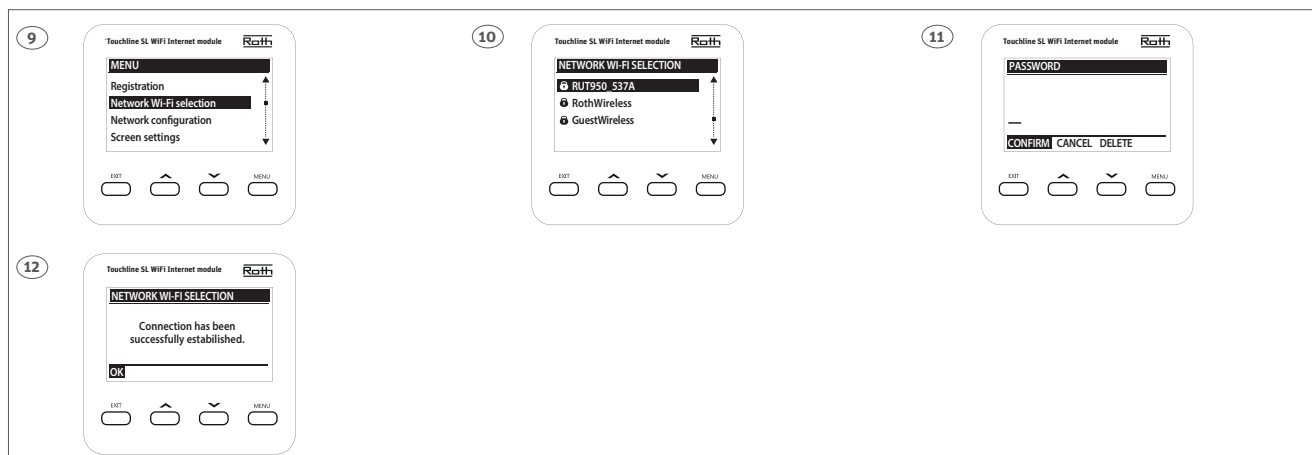 9
Touchline SL WiFi Internet module Roth
MENU
Registration
Network Wi-Fi selection
Network configuration
Screen settings
EXIT MENU
10
Touchline SL WiFi Internet module Roth
NETWORK WI-FI SELECTION
RUT950_537A
RothWireless
GuestWireless
EXIT MENU
11
Touchline SL WiFi Internet module Roth
PASSWORD
_
CONFIRM CANCEL DELETE
EXIT MENU
12
Touchline SL WiFi Internet module Roth
NETWORK WI-FI SELECTION
Connection has been
successfully estabilished.
OK
EXIT MENU